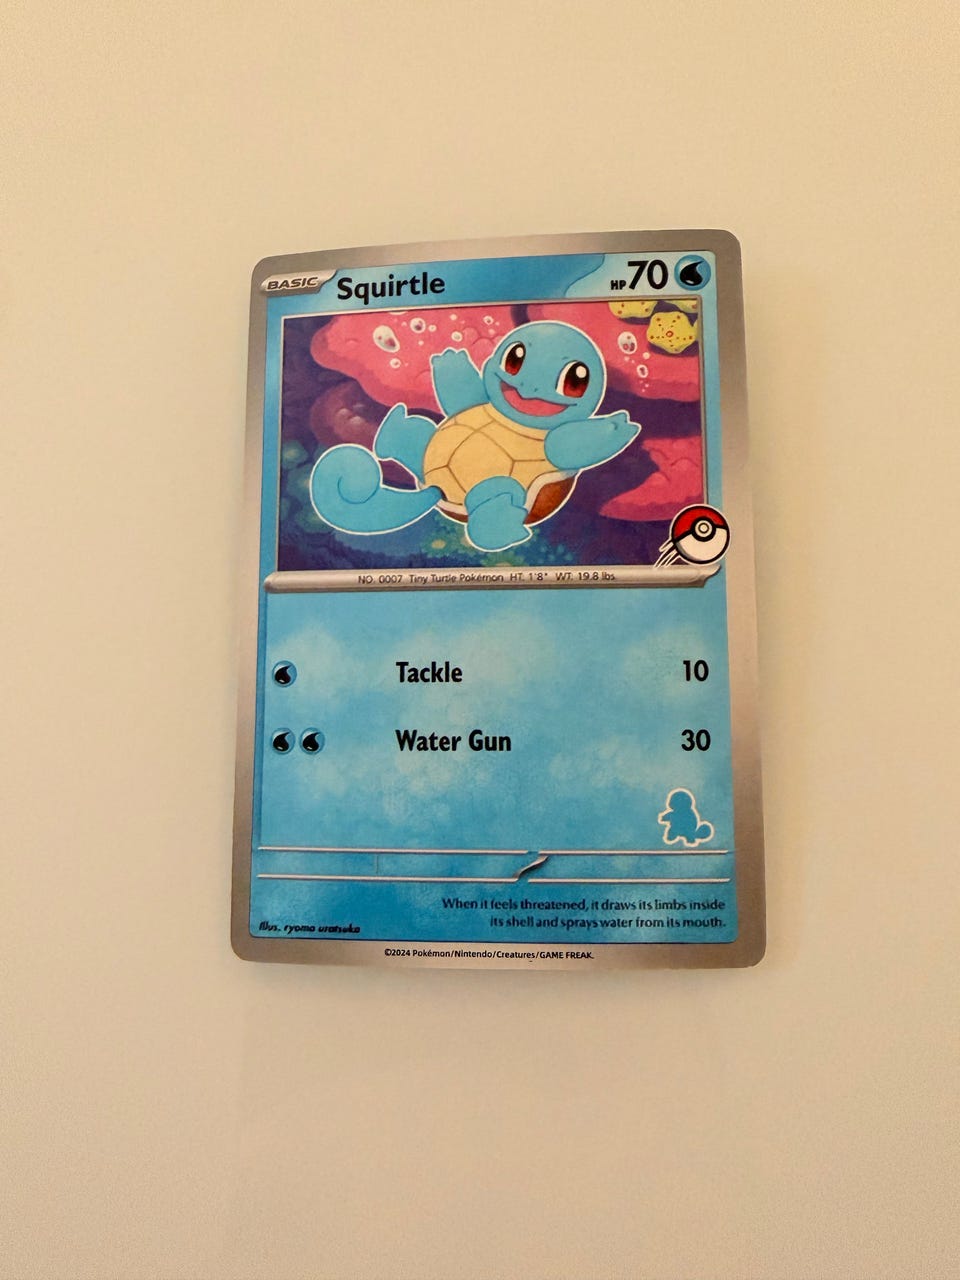 BASIC Squirtle HP 70
NO. 0007 Tiny Turtle Pokémon HT: 1'8" WT: 19.8 lbs.
Tackle 10
Water Gun 30
When it feels threatened, it draws its limbs inside
its shell and sprays water from its mouth.
Illus. ryoma uratsuka
©2024 Pokémon/Nintendo/Creatures/GAME FREAK.